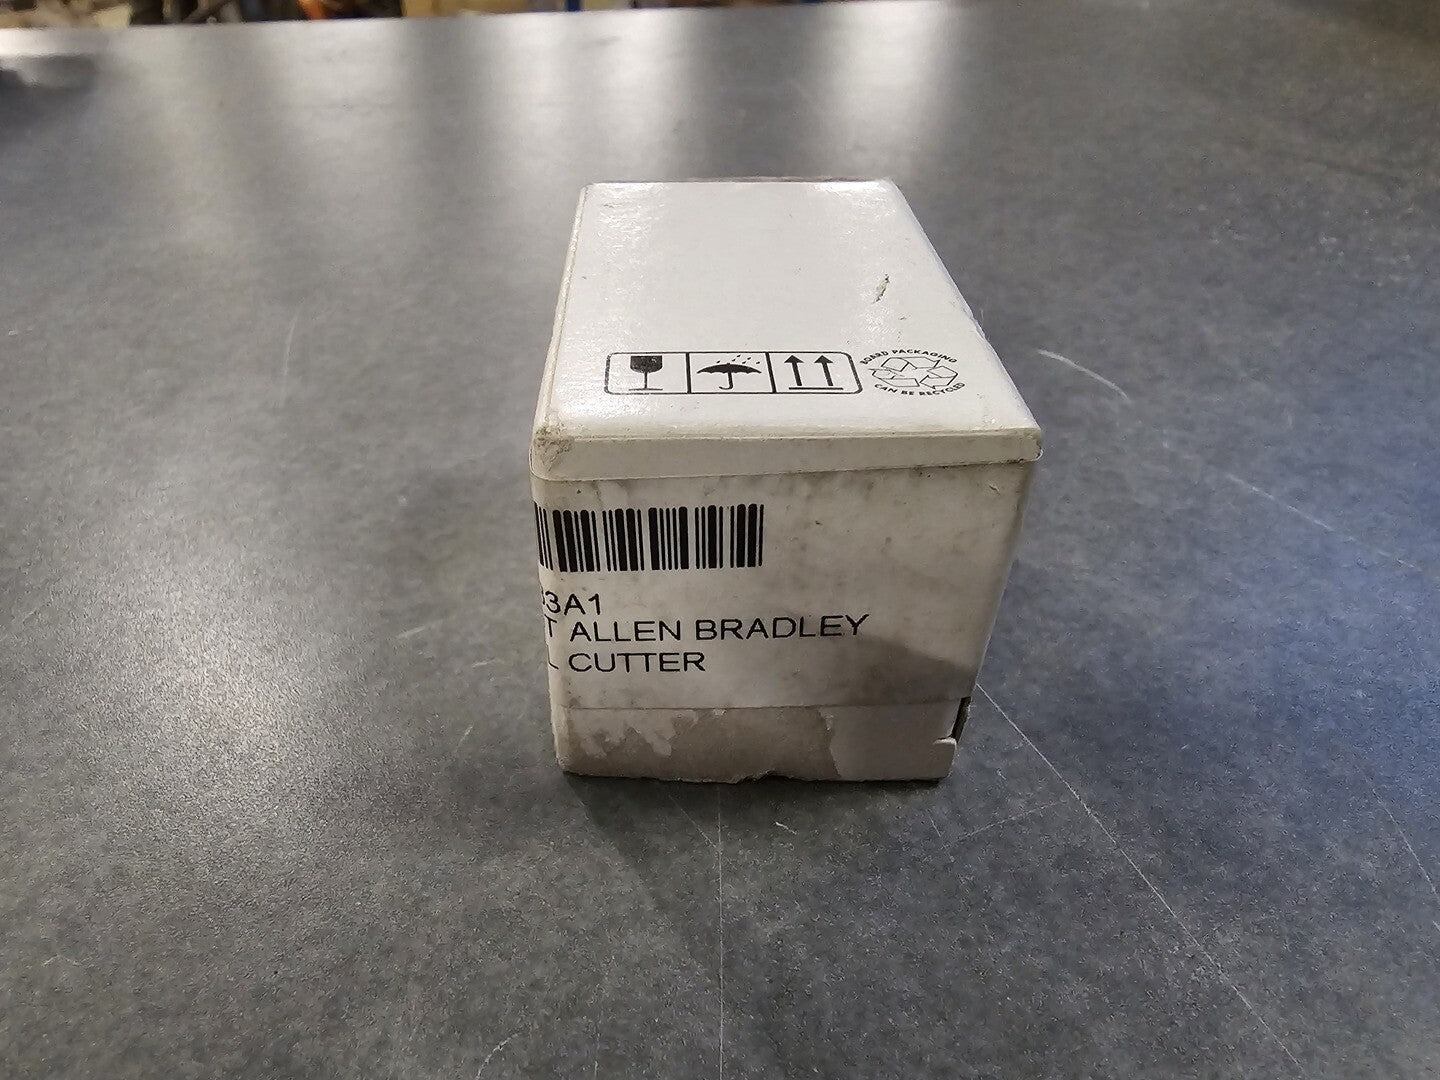 BOARD PACKAGING
CAN BE RECYCLED
3A1
T ALLEN BRADLEY
L CUTTER